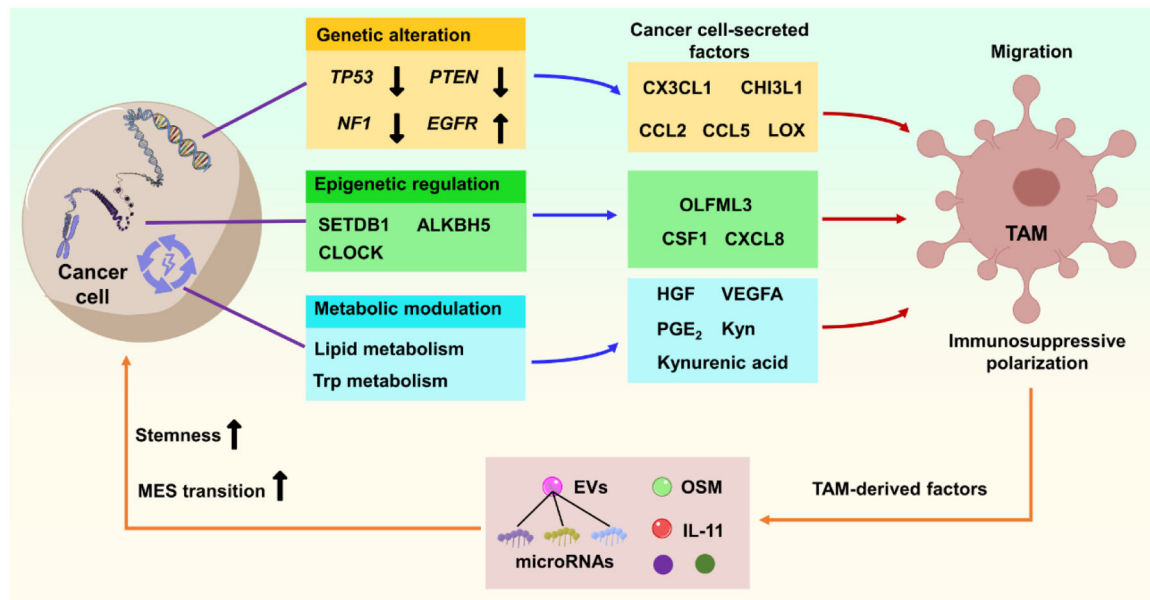 Genetic alteration
TP53 PTEN
NF1 EGFR
Cancer cell-secreted
factors
CX3CL1 CHI3L1
CCL2 CCL5 LOX
Migration
Epigenetic regulation
SETDB1 ALKBH5
CLOCK
OLFML3
CSF1 CXCL8
TAM
Cancer
cell
Metabolic modulation
Lipid metabolism
Trp metabolism
HGF VEGFA
PGE₂ Kyn
Kynurenic acid
Immunosuppressive
polarization
Stemness
MES transition
EVs
microRNAs
OSM
IL-11
TAM-derived factors